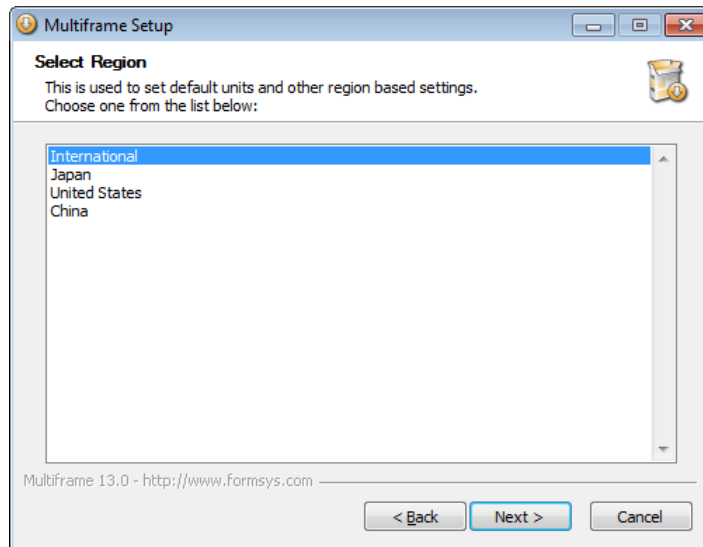 Multiframe Setup
Select Region
This is used to set default units and other region based settings.
Choose one from the list below:
International
Japan
United States
China
Multiframe 13.0 - http://www.formsys.com
< Back
Next >
Cancel